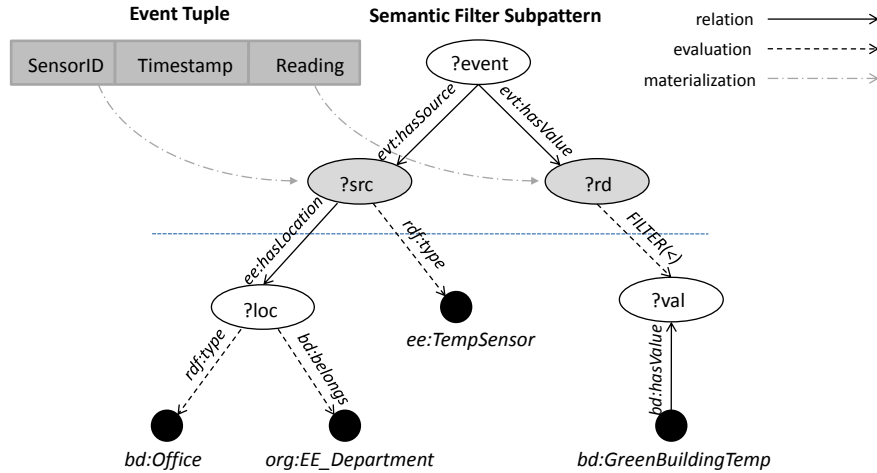 Event Tuple
Semantic Filter Subpattern
relation
evaluation
materialization
SensorID
Timestamp
Reading
?event
evt:hasSource
evt:hasValue
?src
?rd
ee:hasLocation
rdf:type
FILTER(<)
?loc
ee:TempSensor
?val
rdf:type
bd:belongs
bd:hasValue
bd:Office
org:EE_Department
bd:GreenBuildingTemp